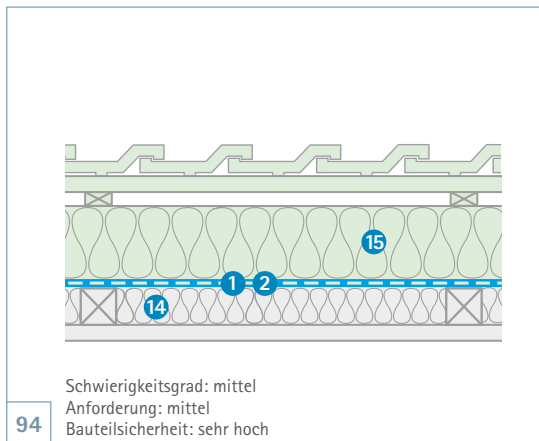 15
1 2
14
Schwierigkeitsgrad: mittel
Anforderung: mittel
94 Bauteilsicherheit: sehr hoch